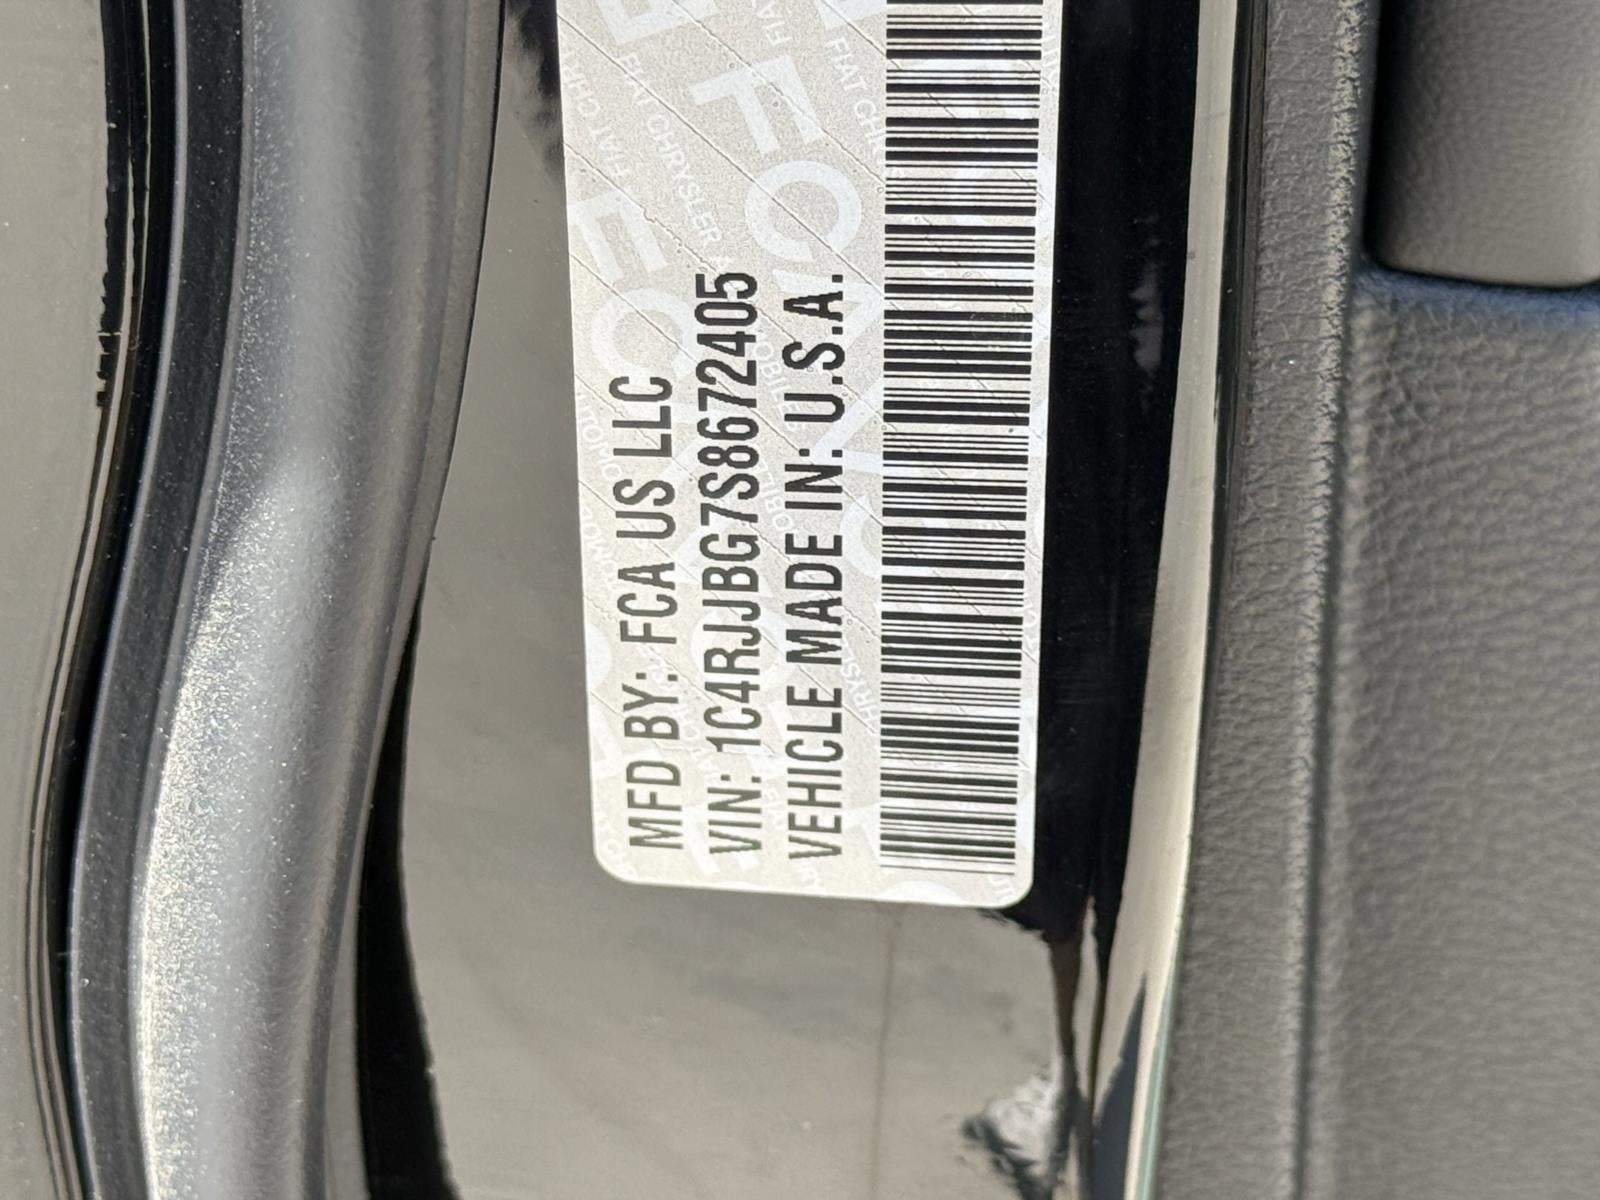 MFD BY: FCA US LLC
VIN: 1C4RJJBG7S8672405
VEHICLE MADE IN: U.S.A.